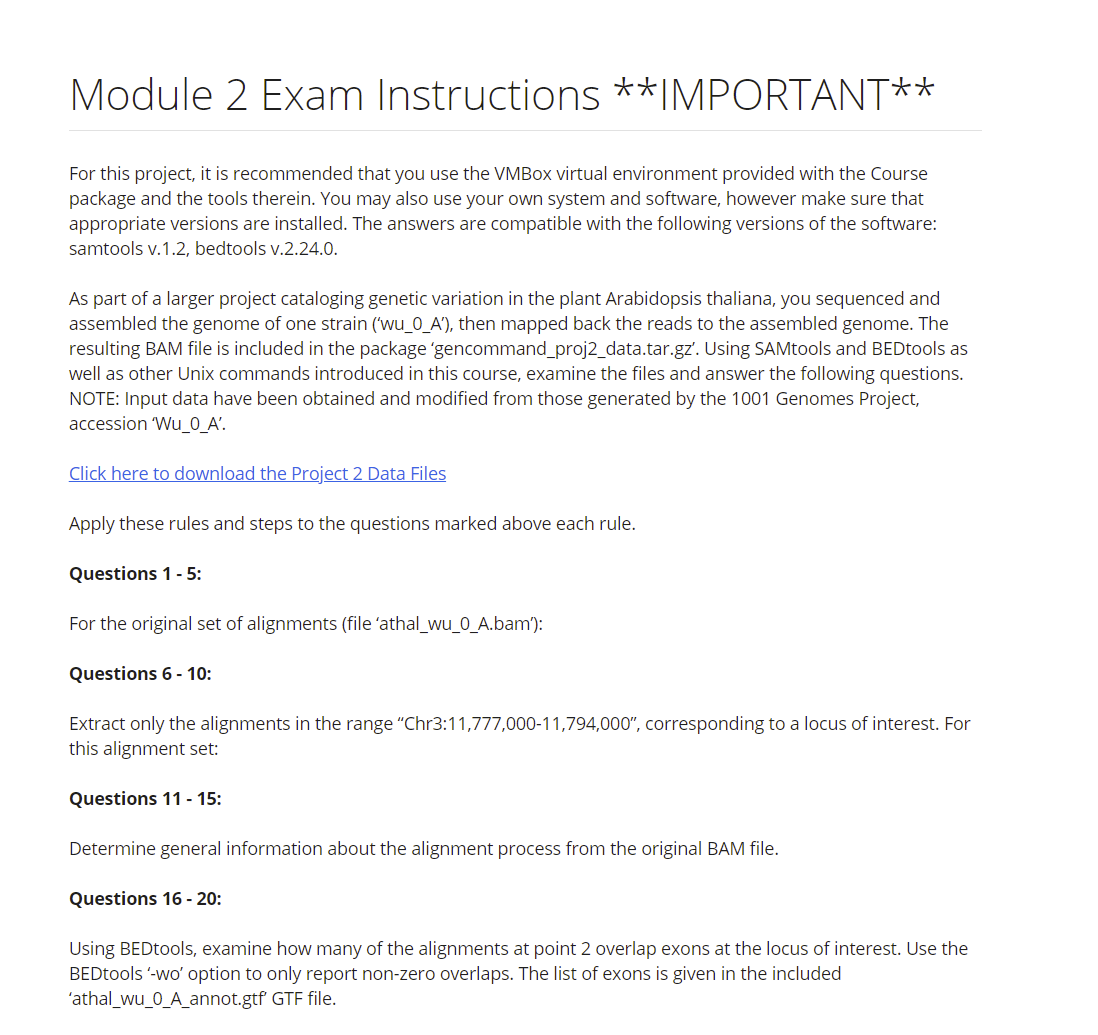 Module 2 Exam Instructions **IMPORTANT**
For this project, it is recommended that you use the VMBox virtual environment provided with the Course
package and the tools therein. You may also use your own system and software, however make sure that
appropriate versions are installed. The answers are compatible with the following versions of the software:
samtools v.1.2, bedtools v.2.24.0.
As part of a larger project cataloging genetic variation in the plant Arabidopsis thaliana, you sequenced and
assembled the genome of one strain (‘wu_0_A’), then mapped back the reads to the assembled genome. The
resulting BAM file is included in the package ‘gencommand_proj2_data.tar.gz’. Using SAMtools and BEDtools as
well as other Unix commands introduced in this course, examine the files and answer the following questions.
NOTE: Input data have been obtained and modified from those generated by the 1001 Genomes Project,
accession ‘Wu_0_A’.
Click here to download the Project 2 Data Files
Apply these rules and steps to the questions marked above each rule.
Questions 1 - 5:
For the original set of alignments (file ‘athal_wu_0_A.bam’):
Questions 6 - 10:
Extract only the alignments in the range “Chr3:11,777,000-11,794,000”, corresponding to a locus of interest. For
this alignment set:
Questions 11 - 15:
Determine general information about the alignment process from the original BAM file.
Questions 16 - 20:
Using BEDtools, examine how many of the alignments at point 2 overlap exons at the locus of interest. Use the
BEDtools ‘-wo’ option to only report non-zero overlaps. The list of exons is given in the included
‘athal_wu_0_A_annot.gtf’ GTF file.